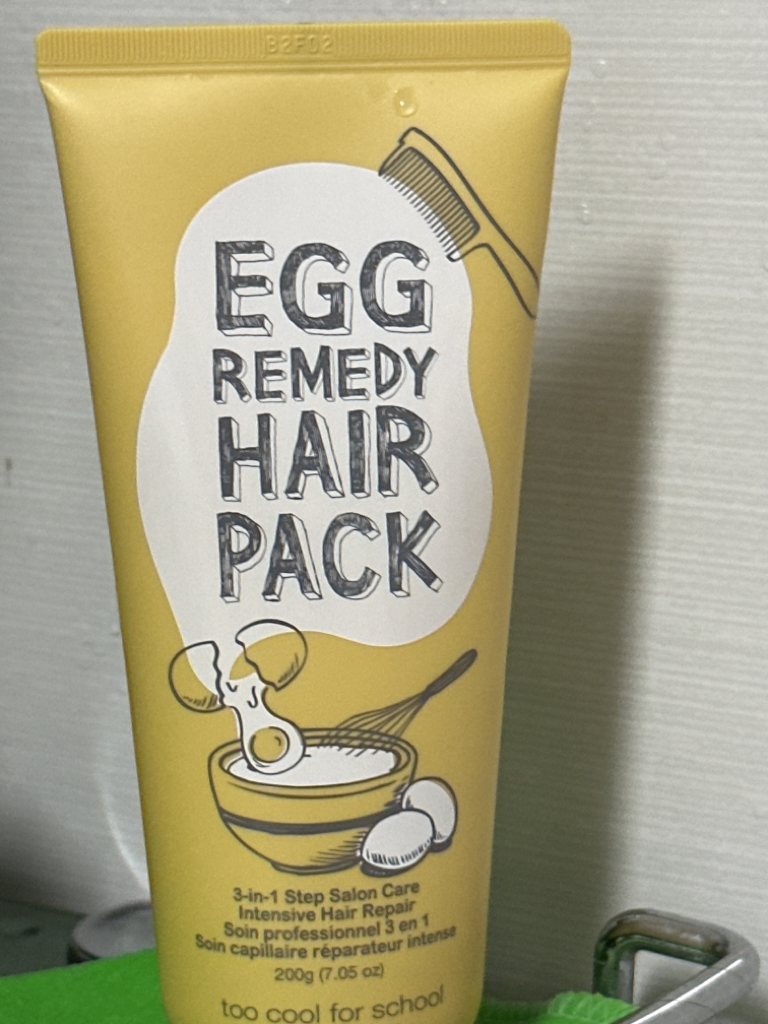 B2F02
EGG
REMEDY
HAIR
PACK
3-in-1 Step Salon Care
Intensive Hair Repair
Soin professionnel 3 en 1
Soin capillaire réparateur intense
200g (7.05 oz)
too cool for school